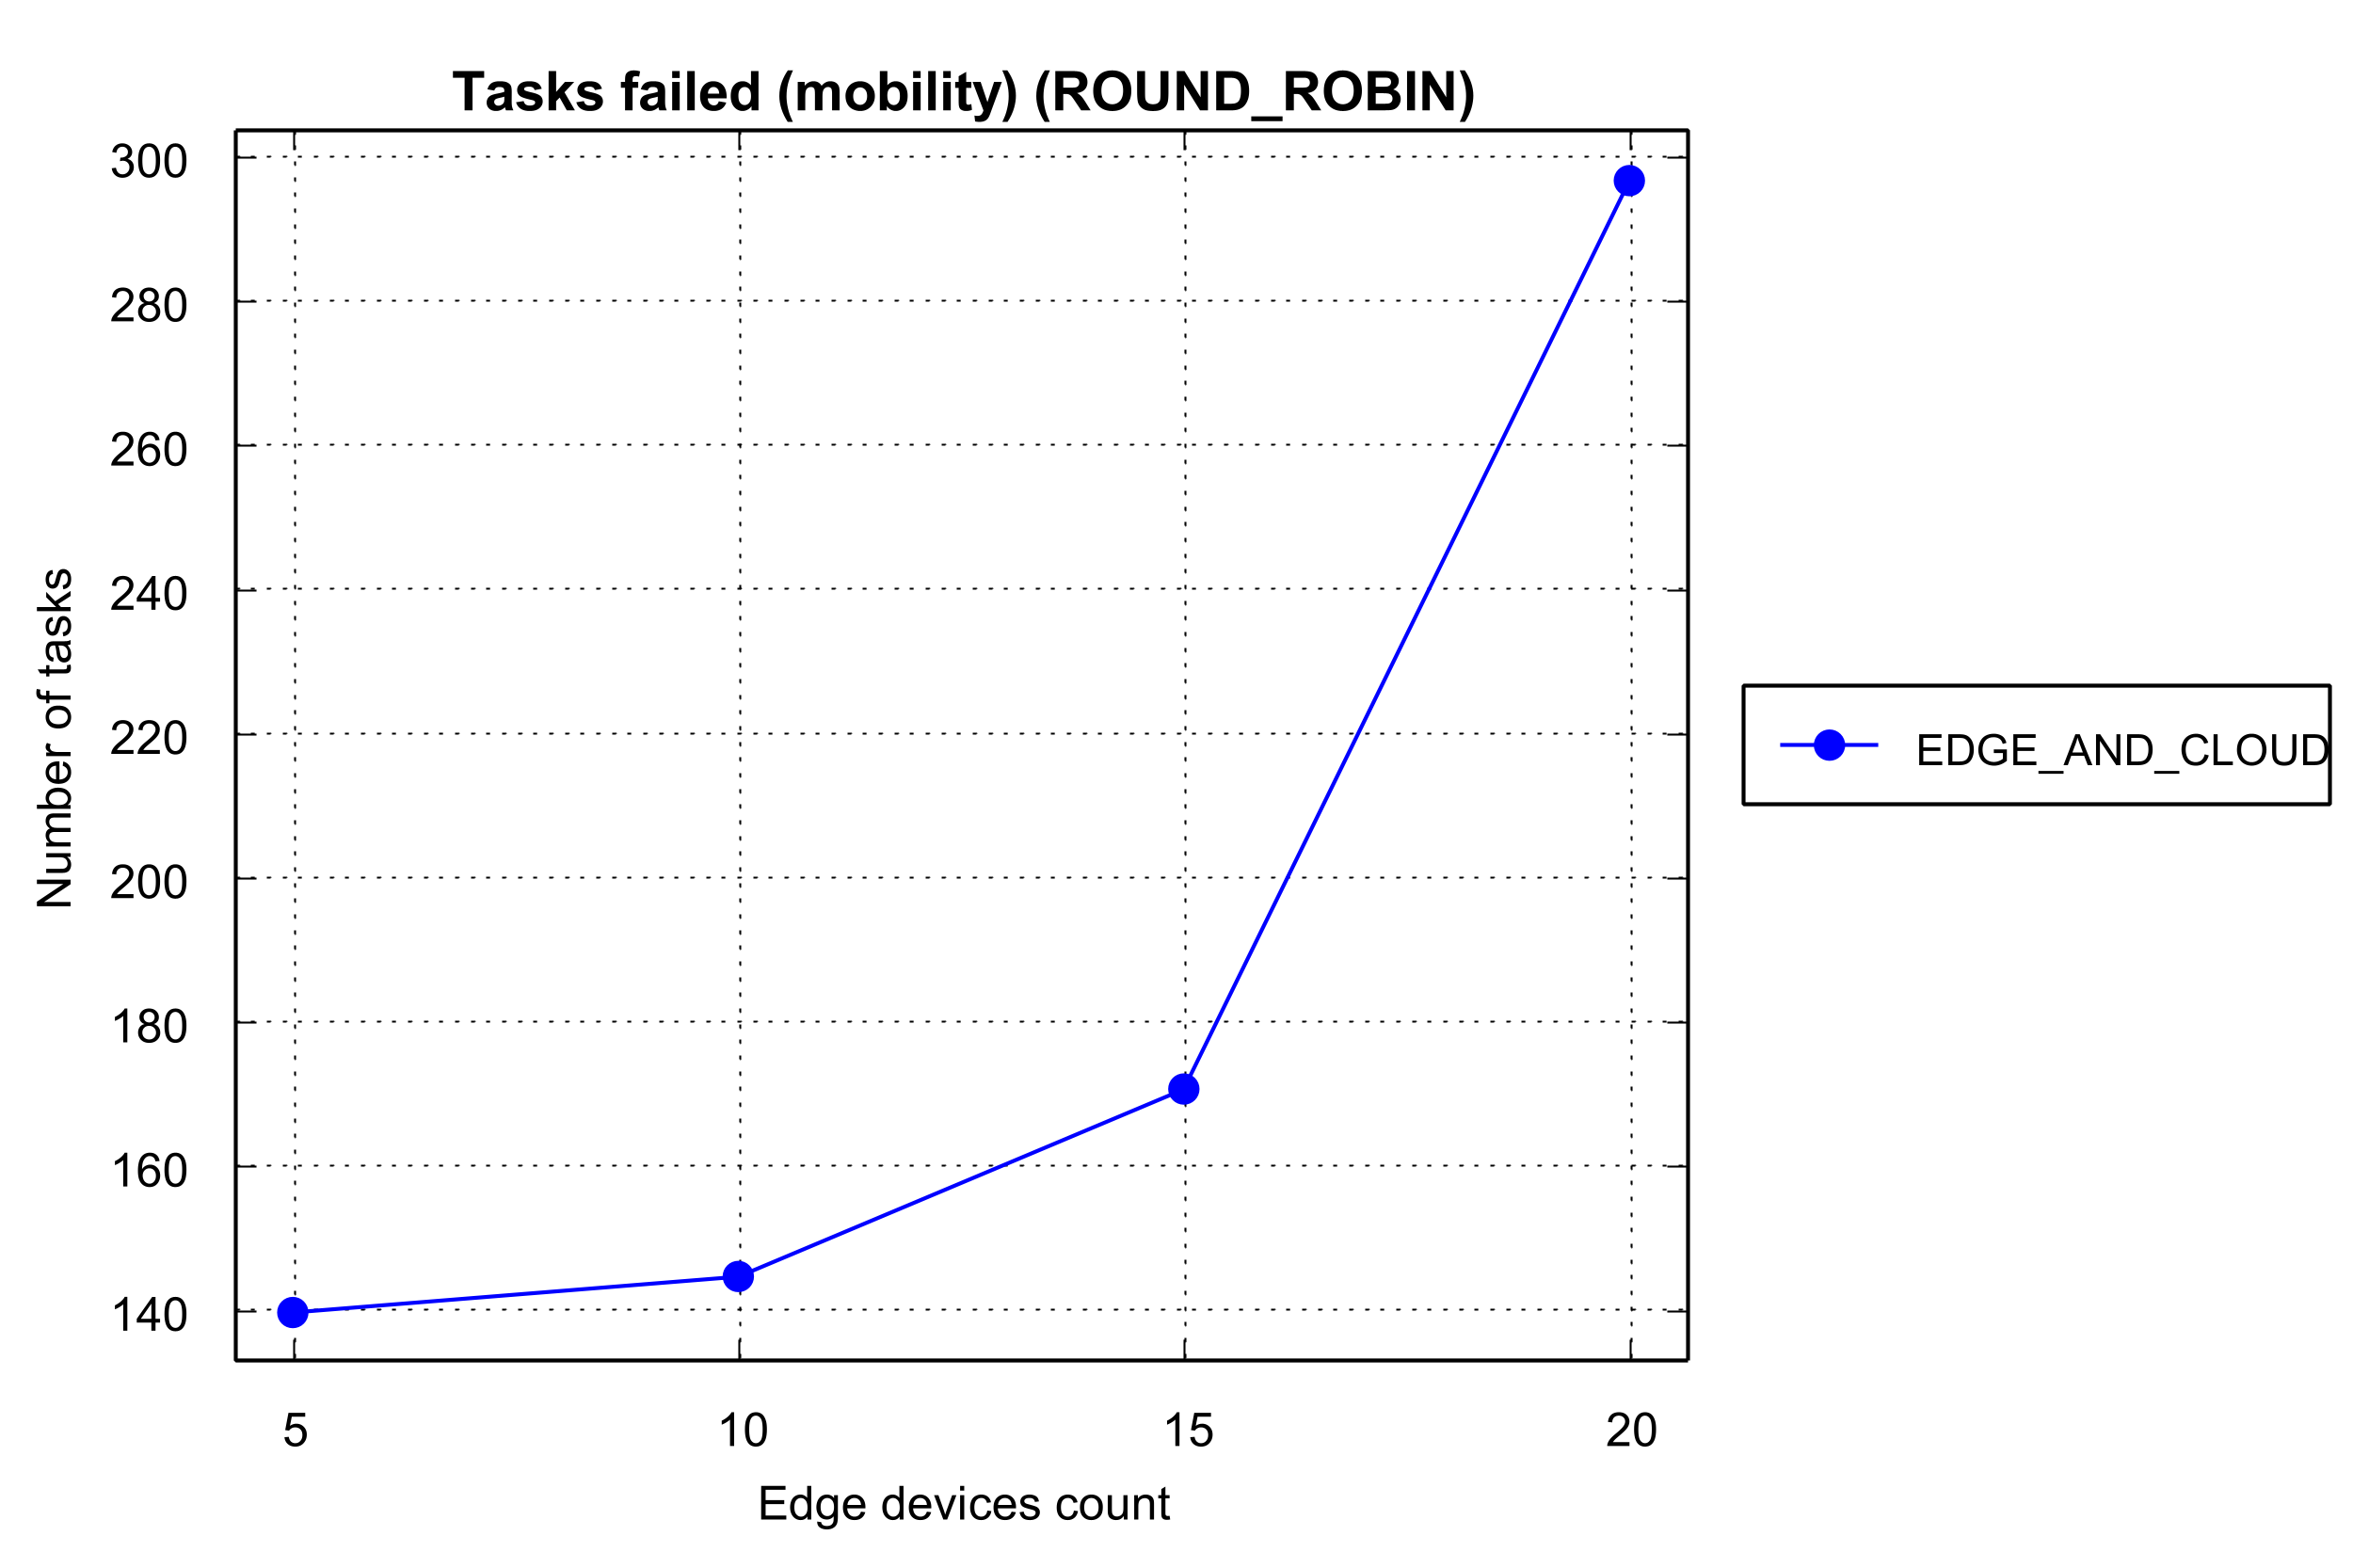 Tasks failed (mobility) (ROUND_ROBIN)
300
280
260
240
220
200
180
160
140
Number of tasks
5 10 15 20
Edge devices count
EDGE_AND_CLOUD